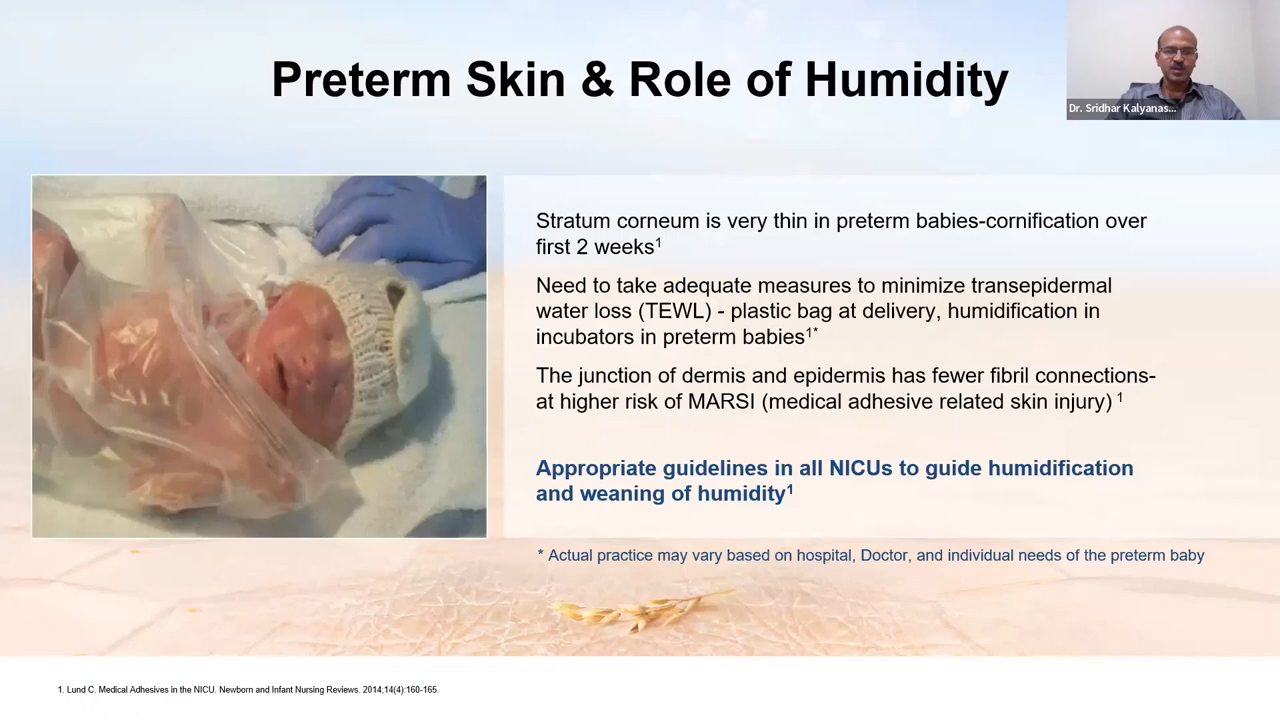 Preterm Skin & Role of Humidity
Dr. Sridhar Kalyanas...
Stratum corneum is very thin in preterm babies-cornification over
first 2 weeks1
Need to take adequate measures to minimize transepidermal
water loss (TEWL) - plastic bag at delivery, humidification in
incubators in preterm babies1*
The junction of dermis and epidermis has fewer fibril connections-
at higher risk of MARSI (medical adhesive related skin injury) 1
Appropriate guidelines in all NICUs to guide humidification
and weaning of humidity1
* Actual practice may vary based on hospital, Doctor, and individual needs of the preterm baby
1. Lund C. Medical Adhesives in the NICU. Newborn and Infant Nursing Reviews. 2014;14(4):160-165.